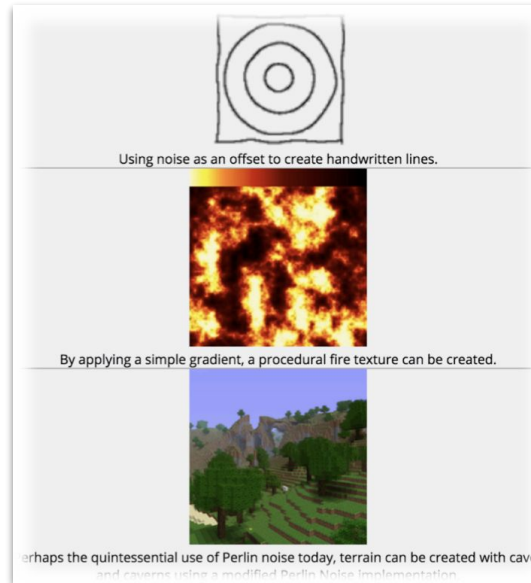 Using noise as an offset to create handwritten lines.
By applying a simple gradient, a procedural fire texture can be created.
erhaps the quintessential use of Perlin noise today, terrain can be created with cav
and caverns using a modified Perlin Noise implementation